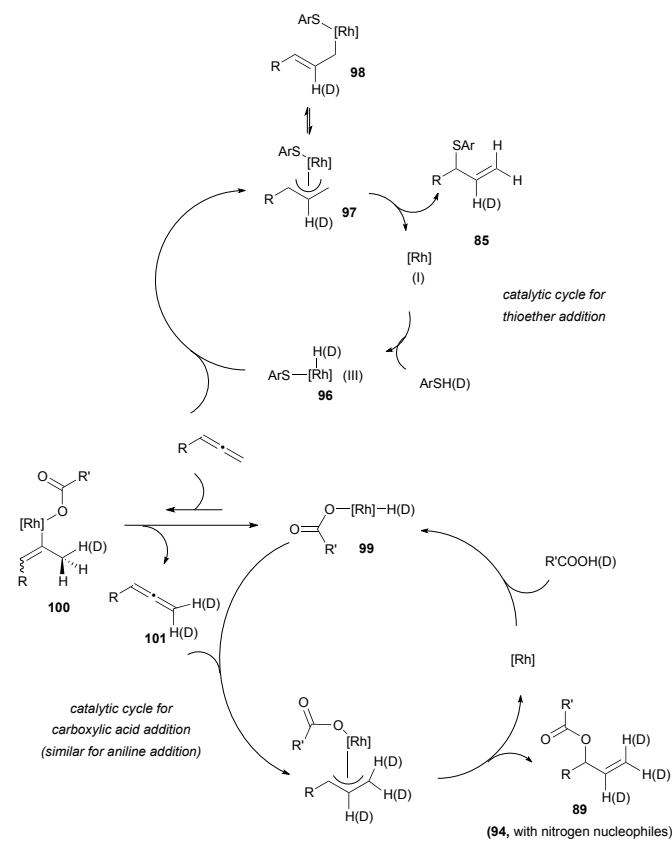 ArS
[Rh]
R
98
H(D)
ArS
[Rh]
R
H(D)
97
SAr
H
R
H
H(D)
85
[Rh]
(I)
catalytic cycle for
thioether addition
H(D)
ArS
[Rh]
(III)
96
ArSH(D)
R
O
R'
[Rh]
O
H(D)
H
H
R
100
O
[Rh]
H(D)
O
R'
99
R
H(D)
H(D)
101
R'COOH(D)
[Rh]
catalytic cycle for
carboxylic acid addition
(similar for aniline addition)
O
R'
O
[Rh]
H(D)
R
H(D)
H(D)
R'
O
O
H(D)
R
H(D)
H(D)
89
(94, with nitrogen nucleophiles)